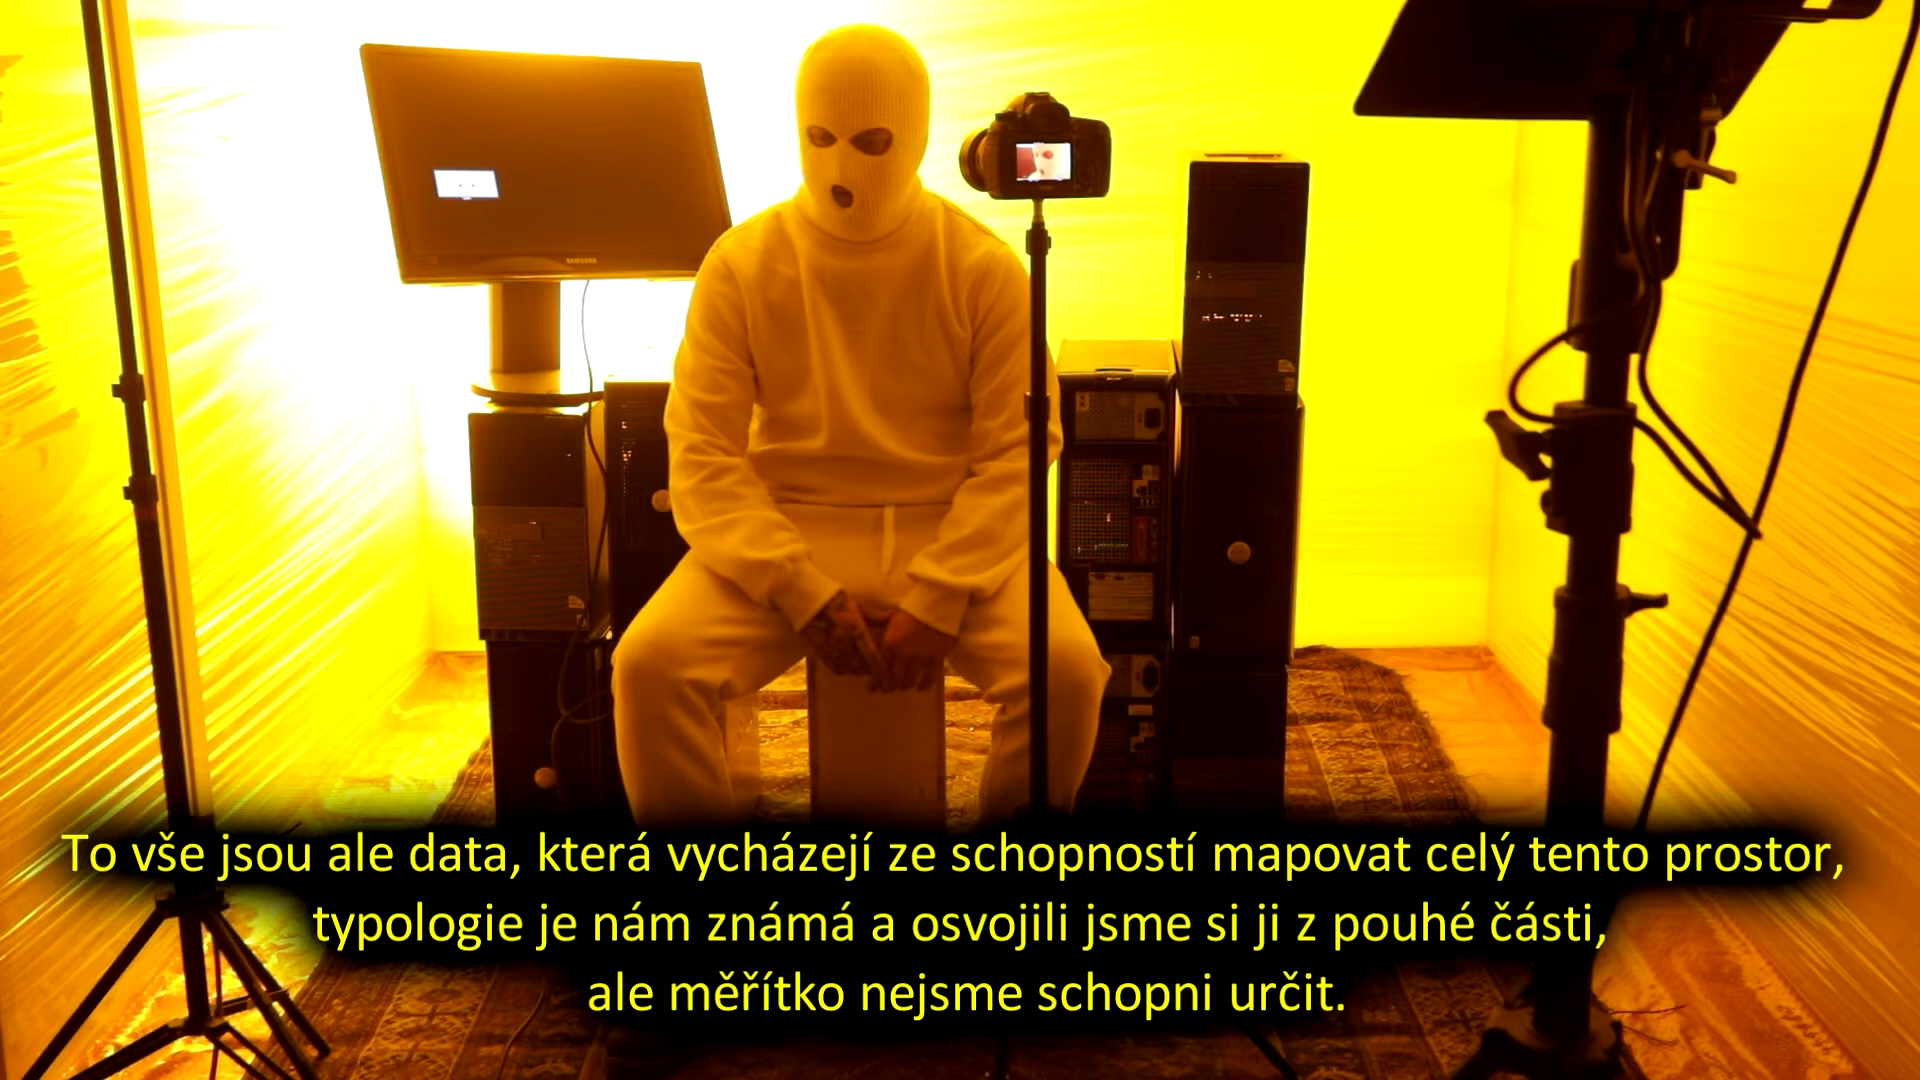 SAMSUNG
To vše jsou ale data, která vycházejí ze schopností mapovat celý tento prostor,
typologie je nám známá a osvojili jsme si ji z pouhé části,
ale měřítko nejsme schopni určit.